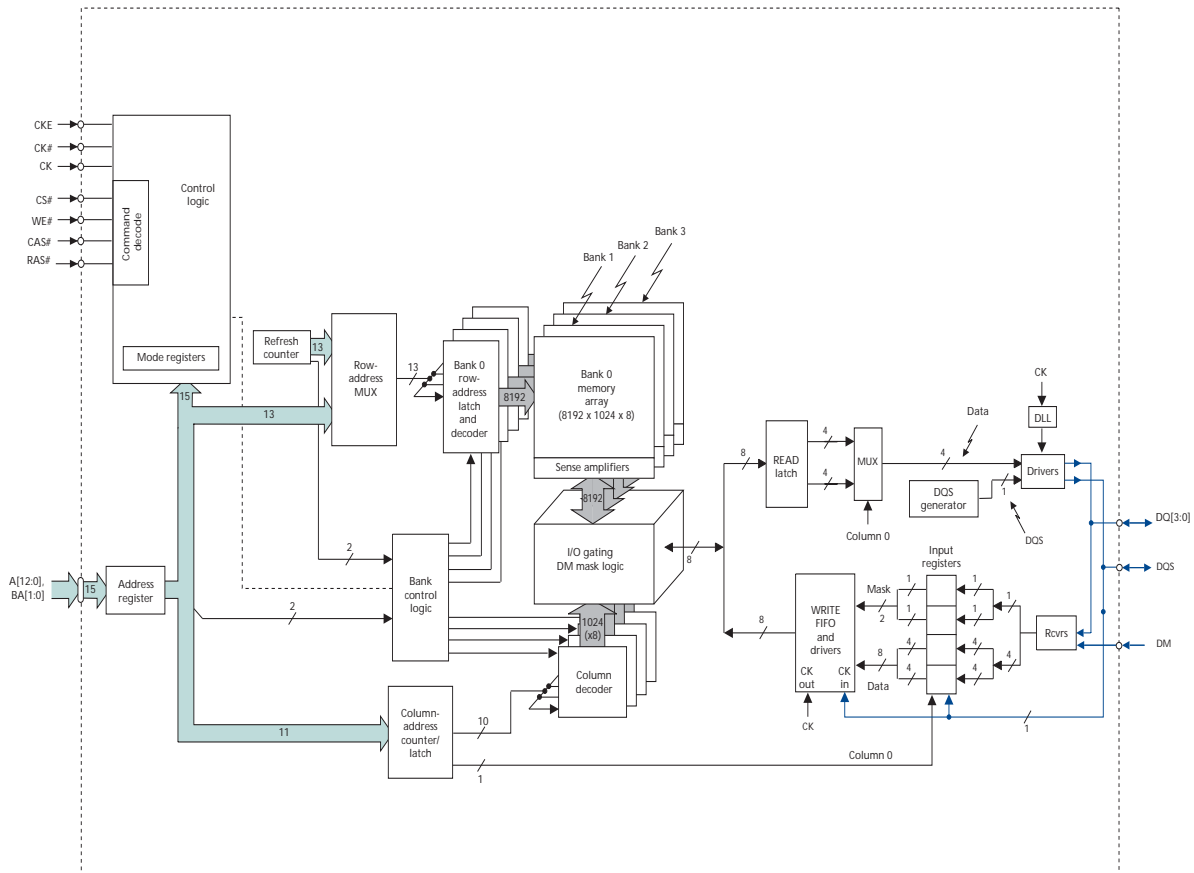 CKE
CK#
CK
CS#
WE#
CAS#
RAS#
Control
logic
Command
decode
Mode registers
15
Bank 3
Bank 2
Bank 1
Refresh
counter
13
Row-
address
MUX
13
13
Bank 0
row-
address
latch
and
decoder
8192
Bank 0
memory
array
(8192 x 1024 x 8)
Sense amplifiers
8192
I/O gating
DM mask logic
8
8
READ
latch
4
4
MUX
Column 0
4
Data
CK
DLL
Drivers
DQS
generator
1
DQS
DQ[3:0]
DQS
DM
A[12:0],
BA[1:0]
15
Address
register
2
2
Bank
control
logic
1024
(x8)
Column
decoder
11
Column-
address
counter/
latch
10
1
Column 0
8
WRITE
FIFO
and
drivers
CK
out
CK
in
CK
Mask
2
8
Data
Input
registers
1
1
4
4
1
1
4
4
1
4
Rcvrs
1